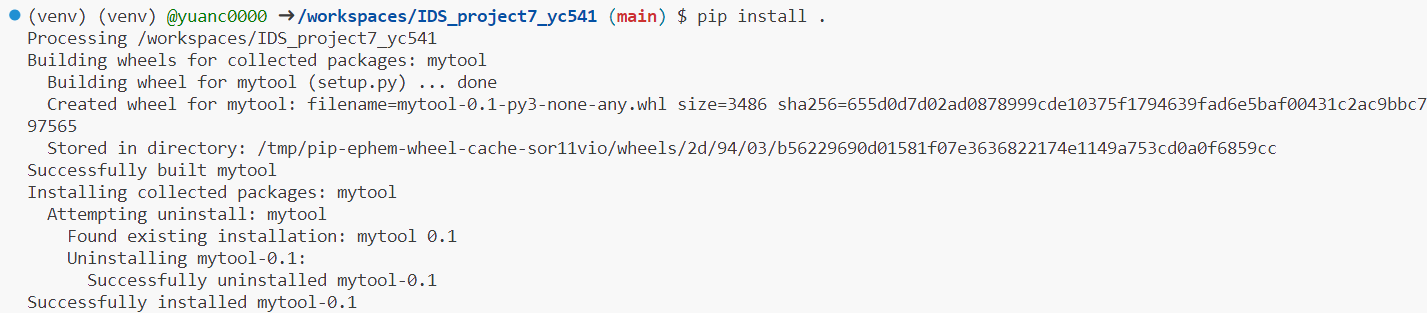 (venv) (venv) @yuanc0000 ➜/workspaces/IDS_project7_yc541 (main) $ pip install .
Processing /workspaces/IDS_project7_yc541
Building wheels for collected packages: mytool
  Building wheel for mytool (setup.py) ... done
  Created wheel for mytool: filename=mytool-0.1-py3-none-any.whl size=3486 sha256=655d0d7d02ad0878999cde10375f1794639fad6e5baf00431c2ac9bbc7
97565
  Stored in directory: /tmp/pip-ephem-wheel-cache-sor11vio/wheels/2d/94/03/b56229690d01581f07e3636822174e1149a753cd0a0f6859cc
Successfully built mytool
Installing collected packages: mytool
  Attempting uninstall: mytool
    Found existing installation: mytool 0.1
    Uninstalling mytool-0.1:
      Successfully uninstalled mytool-0.1
Successfully installed mytool-0.1